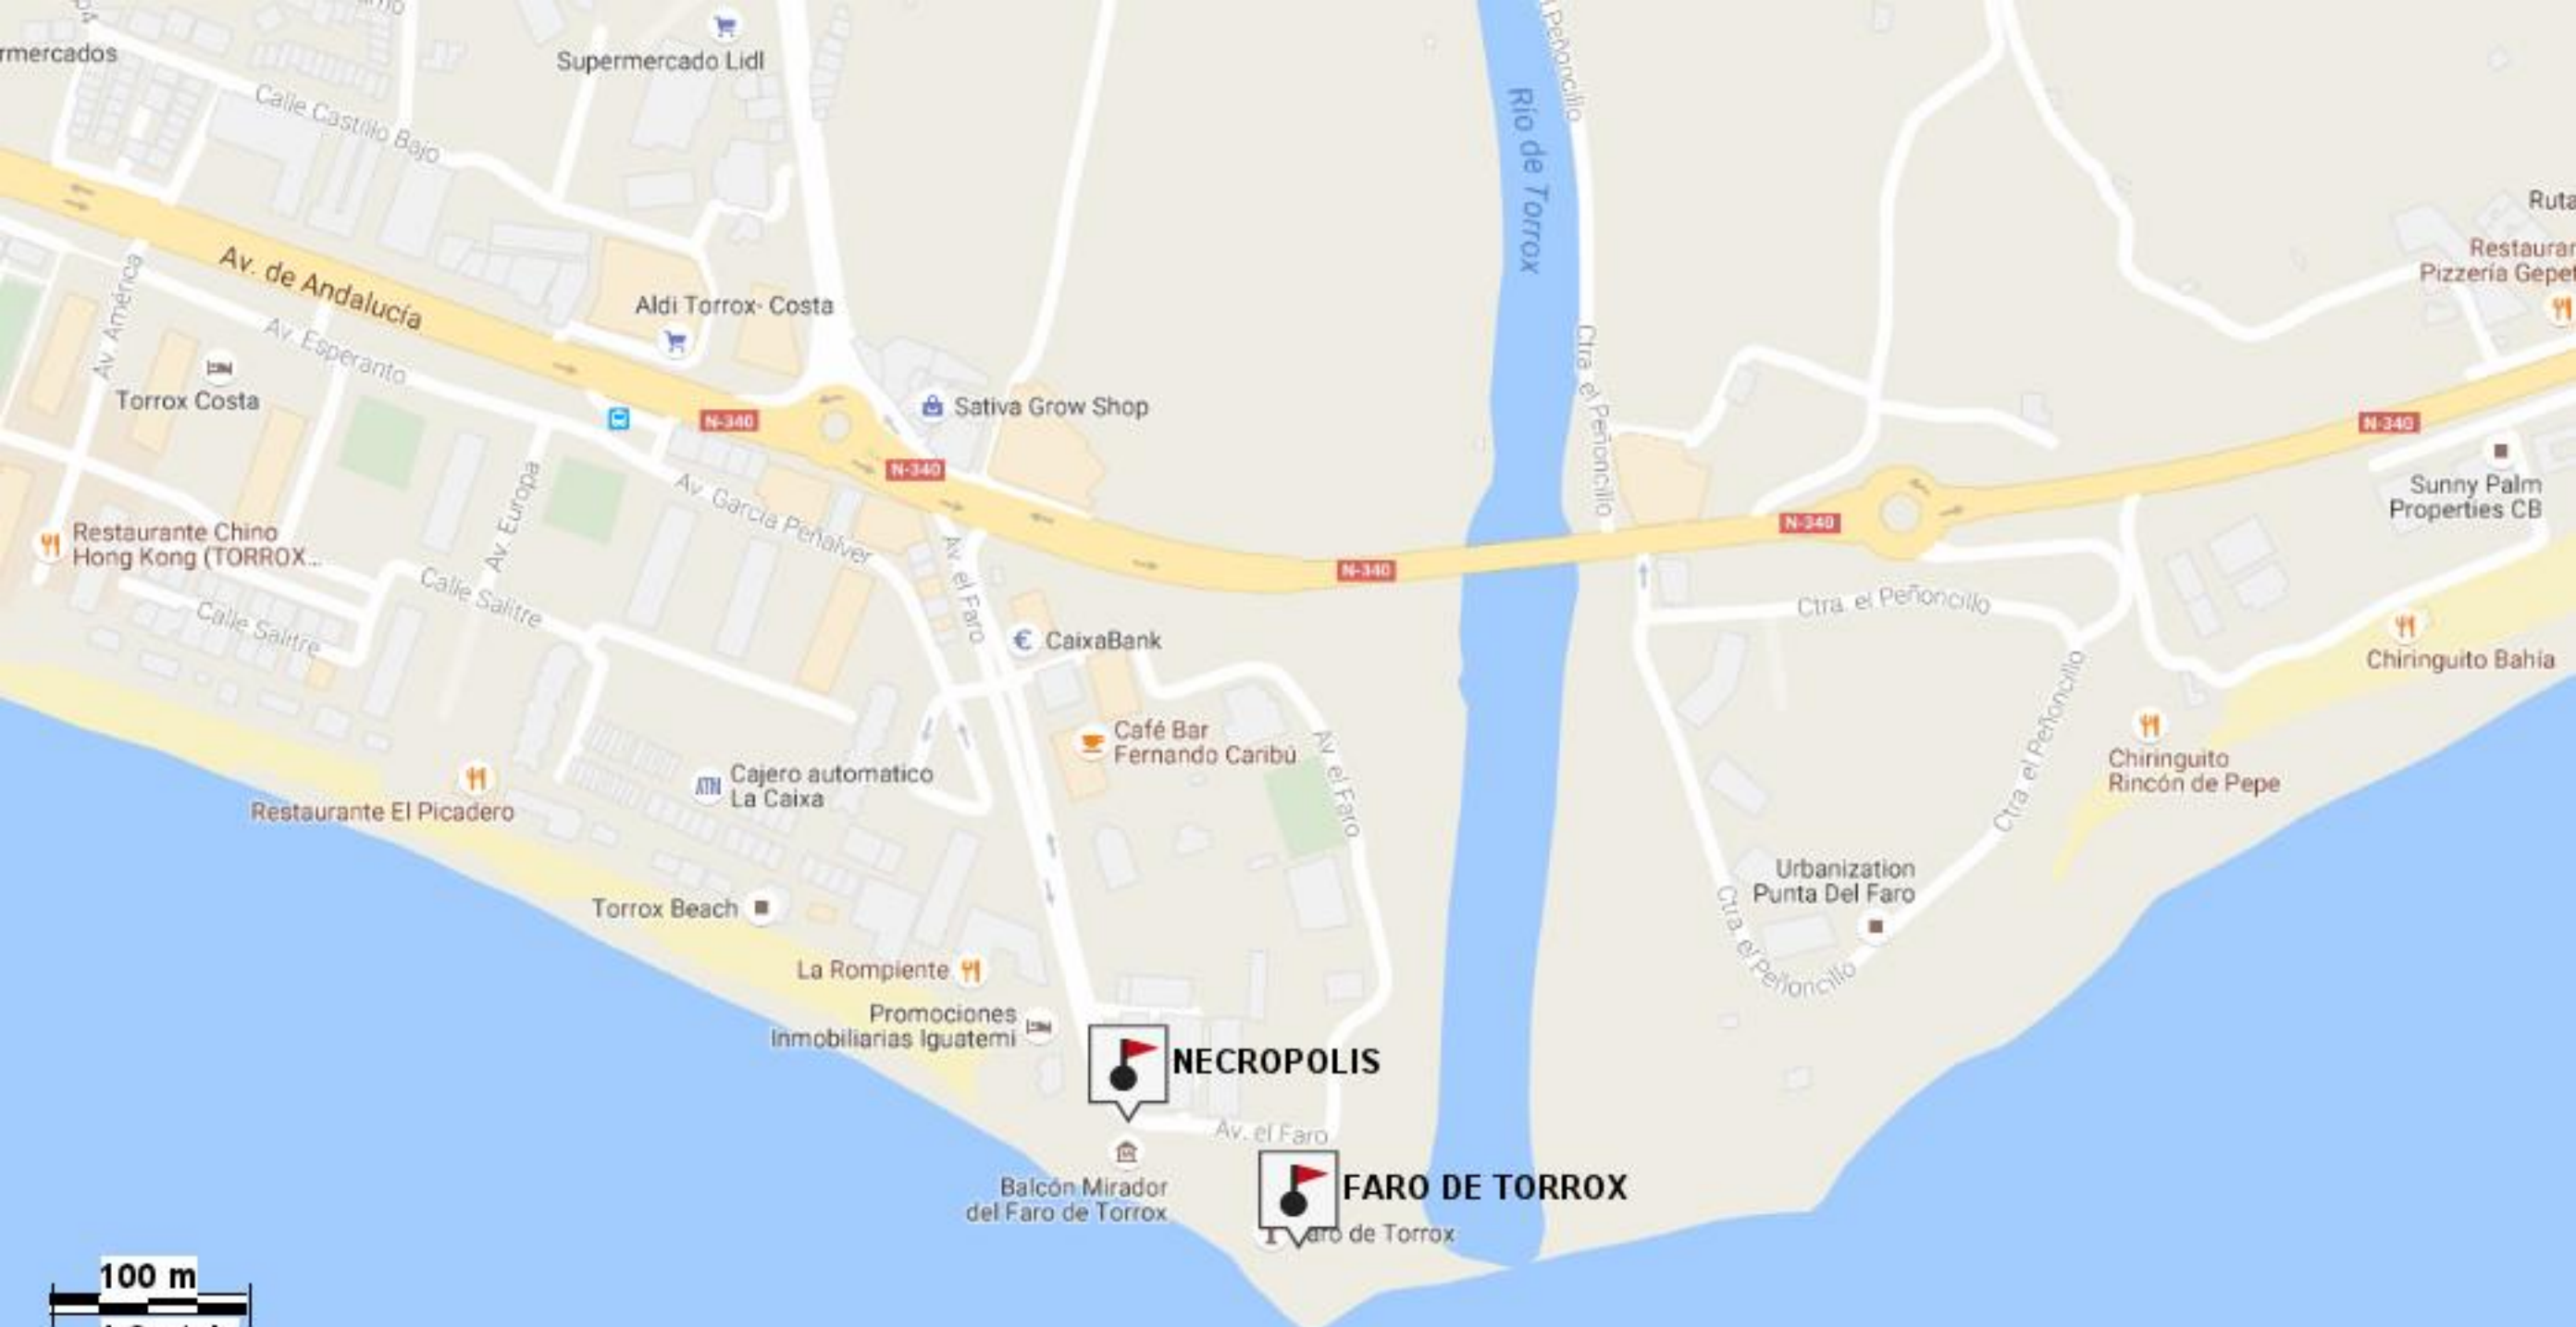 rmercados
Supermercado Lidl
Calle Castillo Bajo
Peñoncillo
Río de Torrox
Restaurar
Pizzería Gepet
Av. de Andalucía
Av. América
Av. Esperanto
Aldi Torrox- Costa
Torrox Costa
N-340
Sativa Grow Shop
N-340
Ctra. el Peñoncillo
N-340
Sunny Palm
Properties CB
N-340
N-340
Av. García Peñalver
Av. Europa
Restaurante Chino
Hong Kong (TORROX...
Calle Salitre
Calle Salitre
Av. el Faro
CaixaBank
Ctra. el Peñoncillo
Chiringuito Bahía
Café Bar
Fernando Caribú
Av. el Faro
Ctra. el Peñoncillo
Chiringuito
Rincón de Pepe
Cajero automatico
La Caixa
ATM
Restaurante El Picadero
Torrox Beach
Urbanization
Punta Del Faro
Ctra. el Peñoncillo
La Rompiente
Promociones
Inmobiliarias Iguatemi
NECROPOLIS
Av. el Faro
Balcón Mirador
del Faro de Torrox
FARO DE TORROX
aro de Torrox
100 m